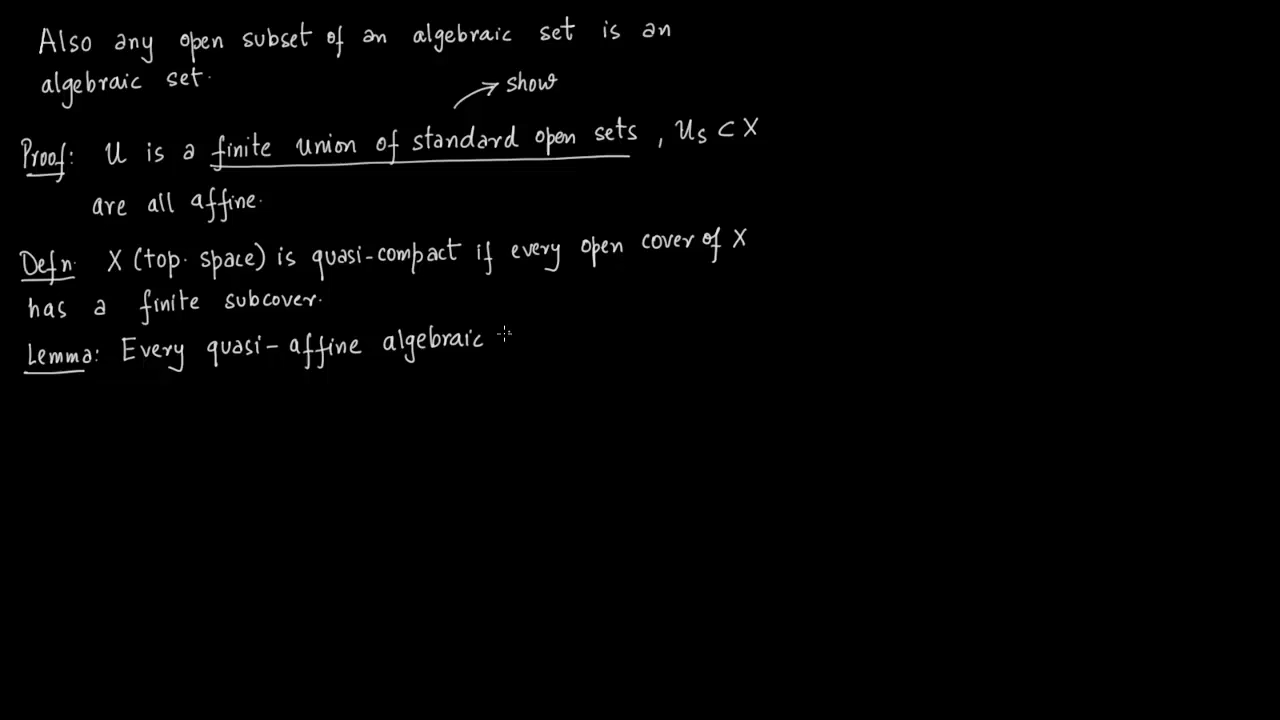 Also any open subset of an algebraic set is an
algebraic set.
→ show
Proof: U is a finite union of standard open sets, Us ⊂ X
are all affine.
Defn. X (top. space) is quasi-compact if every open cover of X
has a finite subcover.
Lemma: Every quasi-affine algebraic